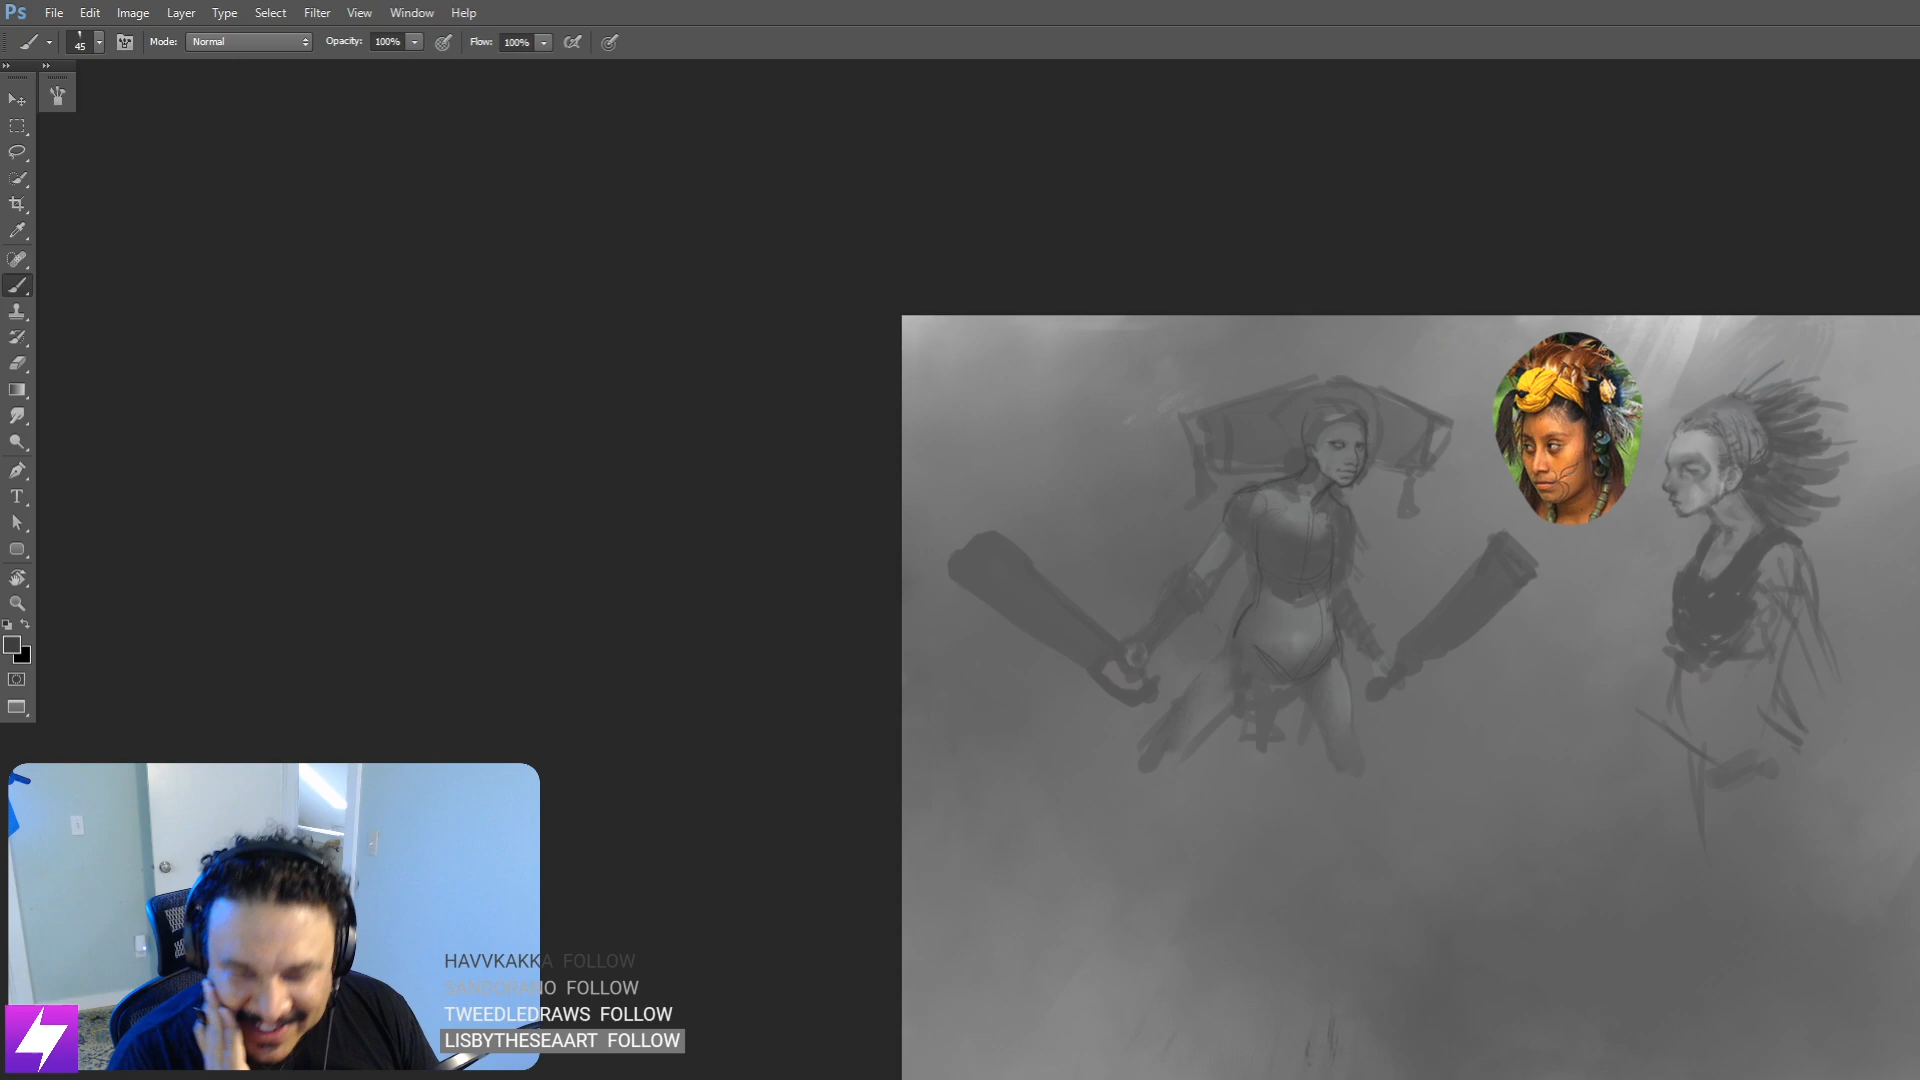 Ps File Edit Image Layer Type Select Filter View Window Help
45 Mode: Normal Opacity: 100% Flow: 100%
T
HAVVKAKKA FOLLOW
SANDORAHO FOLLOW
TWEEDLEDRAWS FOLLOW
LISBYTHESEAART FOLLOW